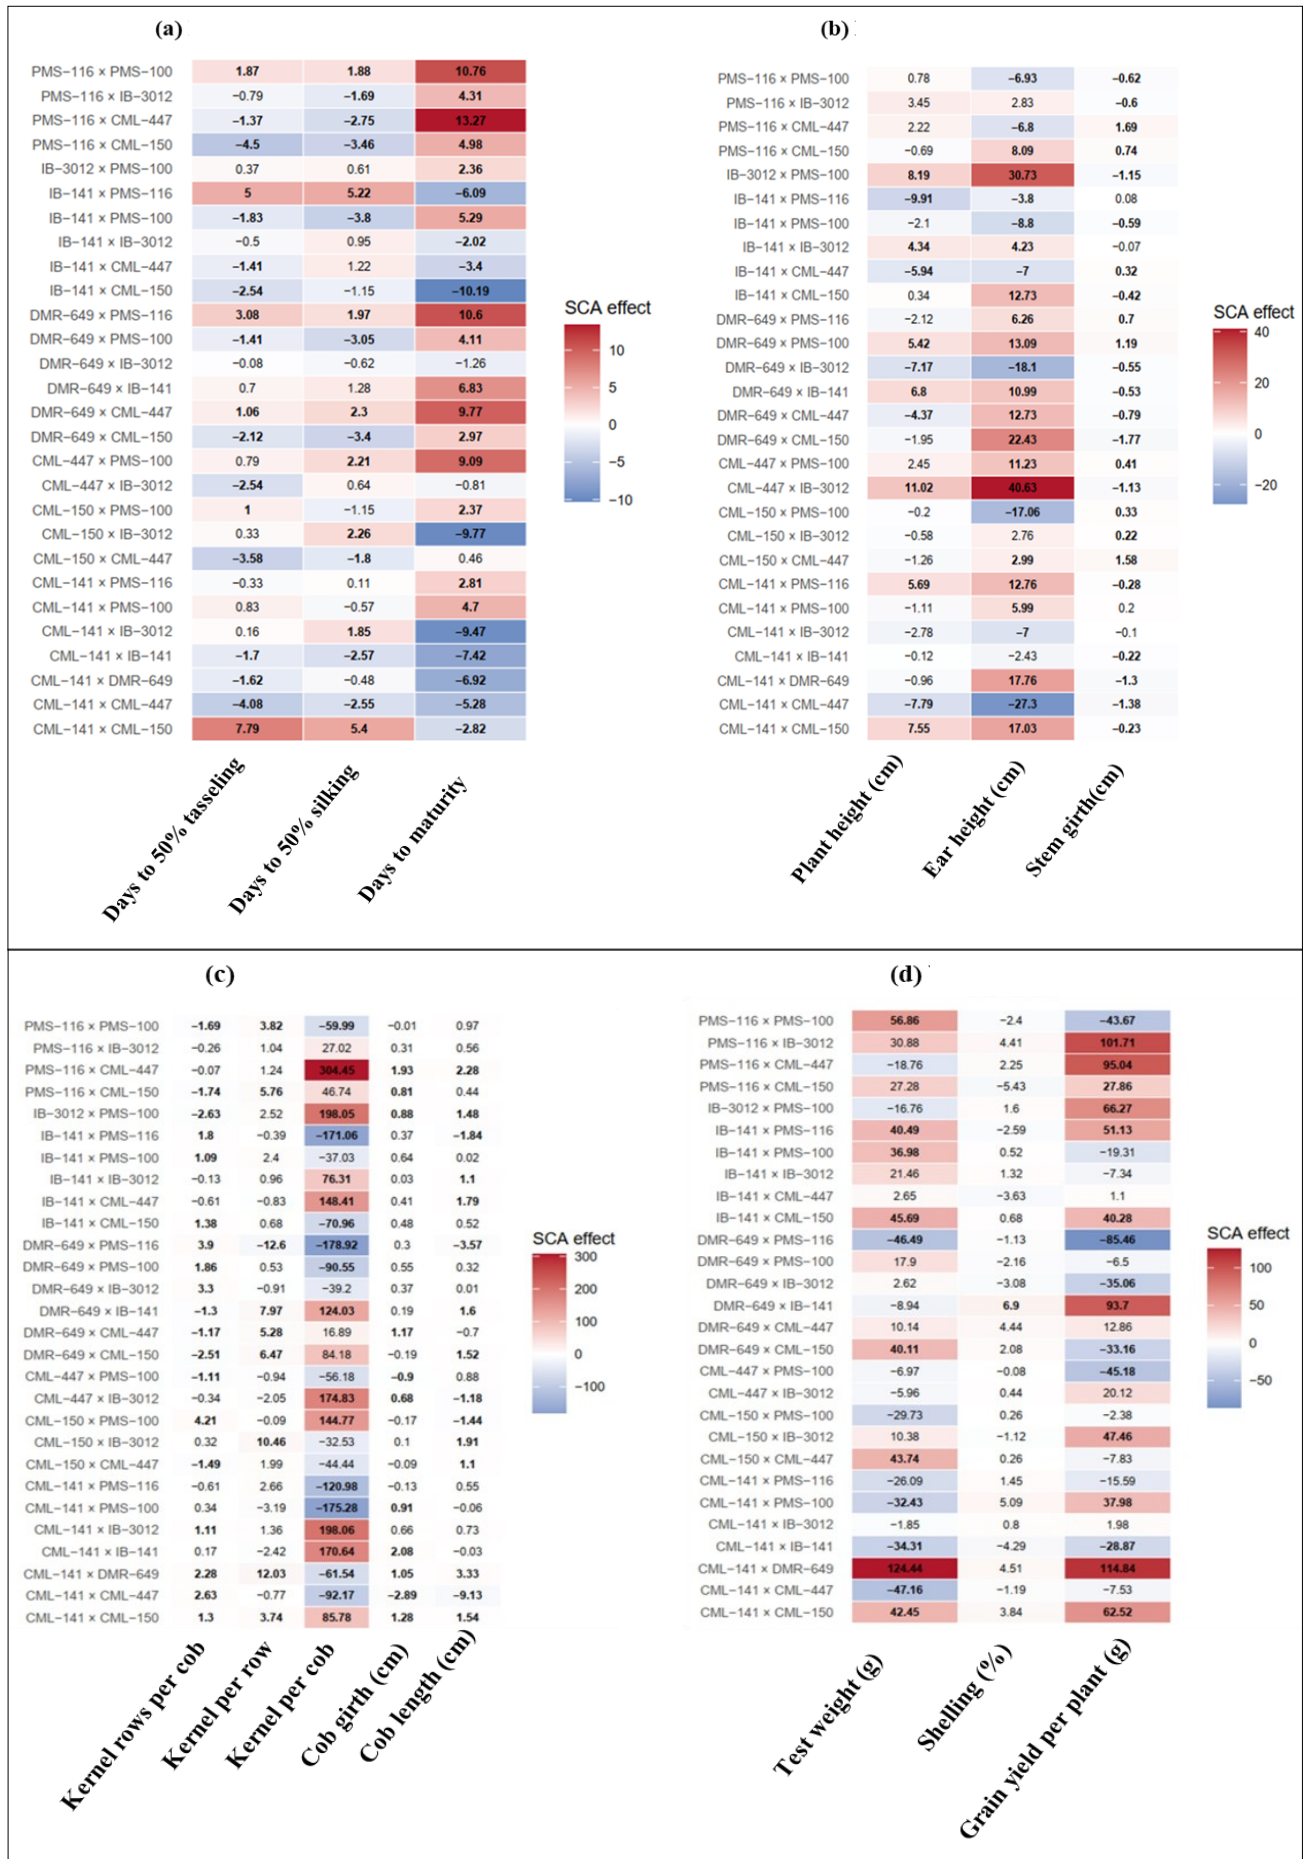 (a)
PMS−116 × PMS−100 1.87 1.88 10.76
PMS−116 × IB−3012 −0.79 −1.69 4.31
PMS−116 × CML−447 −1.37 −2.75 13.27
PMS−116 × CML−150 −4.5 −3.46 4.98
IB−3012 × PMS−100 0.37 0.61 2.36
IB−141 × PMS−116 5 5.22 −6.09
IB−141 × PMS−100 −1.83 −3.8 5.29
IB−141 × IB−3012 −0.5 0.95 −2.02
IB−141 × CML−447 −1.41 1.22 −3.4
IB−141 × CML−150 −2.54 −1.15 −10.19
DMR−649 × PMS−116 3.08 1.97 10.6
DMR−649 × PMS−100 −1.41 −3.05 4.11
DMR−649 × IB−3012 −0.08 −0.62 −1.26
DMR−649 × IB−141 0.7 1.28 6.83
DMR−649 × CML−447 1.06 2.3 9.77
DMR−649 × CML−150 −2.12 −3.4 2.97
CML−447 × PMS−100 0.79 2.21 9.09
CML−447 × IB−3012 −2.54 0.64 −0.81
CML−150 × PMS−100 1 −1.15 2.37
CML−150 × IB−3012 0.33 2.26 −9.77
CML−150 × CML−447 −3.58 −1.8 0.46
CML−141 × PMS−116 −0.33 0.11 2.81
CML−141 × PMS−100 0.83 −0.57 4.7
CML−141 × IB−3012 0.16 1.85 −9.47
CML−141 × IB−141 −1.7 −2.57 −7.42
CML−141 × DMR−649 −1.62 −0.48 −6.92
CML−141 × CML−447 −4.08 −2.55 −5.28
CML−141 × CML−150 7.79 5.4 −2.82
Days to 50% tasseling
Days to 50% silking
Days to maturity
SCA effect
10
5
0
−5
−10
(b)
PMS−116 × PMS−100 0.78 −6.93 −0.62
PMS−116 × IB−3012 3.45 2.83 −0.6
PMS−116 × CML−447 2.22 −6.8 1.69
PMS−116 × CML−150 −0.69 8.09 0.74
IB−3012 × PMS−100 8.19 30.73 −1.15
IB−141 × PMS−116 −9.91 −3.8 0.08
IB−141 × PMS−100 −2.1 −8.8 −0.59
IB−141 × IB−3012 4.34 4.23 −0.07
IB−141 × CML−447 −5.94 −7 0.32
IB−141 × CML−150 0.34 12.73 −0.42
DMR−649 × PMS−116 −2.12 6.26 0.7
DMR−649 × PMS−100 5.42 13.09 1.19
DMR−649 × IB−3012 −7.17 −18.1 −0.55
DMR−649 × IB−141 6.8 10.99 −0.53
DMR−649 × CML−447 −4.37 12.73 −0.79
DMR−649 × CML−150 −1.95 22.43 −1.77
CML−447 × PMS−100 2.45 11.23 0.41
CML−447 × IB−3012 11.02 40.63 −1.13
CML−150 × PMS−100 −0.2 −17.06 0.33
CML−150 × IB−3012 −0.58 2.76 0.22
CML−150 × CML−447 −1.26 2.99 1.58
CML−141 × PMS−116 5.69 12.76 −0.28
CML−141 × PMS−100 −1.11 5.99 0.2
CML−141 × IB−3012 −2.78 −7 −0.1
CML−141 × IB−141 −0.12 −2.43 −0.22
CML−141 × DMR−649 −0.96 17.76 −1.3
CML−141 × CML−447 −7.79 −27.3 −1.38
CML−141 × CML−150 7.55 17.03 −0.23
Plant height (cm)
Ear height (cm)
Stem girth(cm)
SCA effect
40
20
0
−20
(c)
PMS−116 × PMS−100 −1.69 3.82 −59.99 −0.01 0.97
PMS−116 × IB−3012 −0.26 1.04 27.02 0.31 0.56
PMS−116 × CML−447 −0.07 1.24 304.45 1.93 2.28
PMS−116 × CML−150 −1.74 5.76 46.74 0.81 0.44
IB−3012 × PMS−100 −2.63 2.52 198.05 0.88 1.48
IB−141 × PMS−116 1.8 −0.39 −171.06 0.37 −1.84
IB−141 × PMS−100 1.09 2.4 −37.03 0.64 0.02
IB−141 × IB−3012 −0.13 0.96 76.31 0.03 1.1
IB−141 × CML−447 −0.61 −0.83 148.41 0.41 1.79
IB−141 × CML−150 1.38 0.68 −70.96 0.48 0.52
DMR−649 × PMS−116 3.9 −12.6 −178.92 0.3 −3.57
DMR−649 × PMS−100 1.86 0.53 −90.55 0.55 0.32
DMR−649 × IB−3012 3.3 −0.91 −39.2 0.37 0.01
DMR−649 × IB−141 −1.3 7.97 124.03 0.19 1.6
DMR−649 × CML−447 −1.17 5.28 16.89 1.17 −0.7
DMR−649 × CML−150 −2.51 6.47 84.18 −0.19 1.52
CML−447 × PMS−100 −1.11 −0.94 −56.18 −0.9 0.88
CML−447 × IB−3012 −0.34 −2.05 174.83 0.68 −1.18
CML−150 × PMS−100 4.21 −0.09 144.77 −0.17 −1.44
CML−150 × IB−3012 0.32 10.46 −32.53 0.1 1.91
CML−150 × CML−447 −1.49 1.99 −44.44 −0.09 1.1
CML−141 × PMS−116 −0.61 2.66 −120.98 −0.13 0.55
CML−141 × PMS−100 0.34 −3.19 −175.28 0.91 −0.06
CML−141 × IB−3012 1.11 1.36 198.06 0.66 0.73
CML−141 × IB−141 0.17 −2.42 170.64 2.08 −0.03
CML−141 × DMR−649 2.28 12.03 −61.54 1.05 3.33
CML−141 × CML−447 2.63 −0.77 −92.17 −2.89 −9.13
CML−141 × CML−150 1.3 3.74 85.78 1.28 1.54
Kernel rows per cob
Kernel per row
Kernel per cob
Cob girth (cm)
Cob length (cm)
SCA effect
300
200
100
0
−100
(d)
PMS−116 × PMS−100 56.86 −2.4 −43.67
PMS−116 × IB−3012 30.88 4.41 101.71
PMS−116 × CML−447 −18.76 2.25 95.04
PMS−116 × CML−150 27.28 −5.43 27.86
IB−3012 × PMS−100 −16.76 1.6 66.27
IB−141 × PMS−116 40.49 −2.59 51.13
IB−141 × PMS−100 36.98 0.52 −19.31
IB−141 × IB−3012 21.46 1.32 −7.34
IB−141 × CML−447 2.65 −3.63 1.1
IB−141 × CML−150 45.69 0.68 40.28
DMR−649 × PMS−116 −46.49 −1.13 −85.46
DMR−649 × PMS−100 17.9 −2.16 −6.5
DMR−649 × IB−3012 2.62 −3.08 −35.06
DMR−649 × IB−141 −8.94 6.9 93.7
DMR−649 × CML−447 10.14 4.44 12.86
DMR−649 × CML−150 40.11 2.08 −33.16
CML−447 × PMS−100 −6.97 −0.08 −45.18
CML−447 × IB−3012 −5.96 0.44 20.12
CML−150 × PMS−100 −29.73 0.26 −2.38
CML−150 × IB−3012 10.38 −1.12 47.46
CML−150 × CML−447 43.74 0.26 −7.83
CML−141 × PMS−116 −26.09 1.45 −15.59
CML−141 × PMS−100 −32.43 5.09 37.98
CML−141 × IB−3012 −1.85 0.8 1.98
CML−141 × IB−141 −34.31 −4.29 −28.87
CML−141 × DMR−649 124.44 4.51 114.84
CML−141 × CML−447 −47.16 −1.19 −7.53
CML−141 × CML−150 42.45 3.84 62.52
Test weight (g)
Shelling (%)
Grain yield per plant (g)
SCA effect
100
50
0
−50